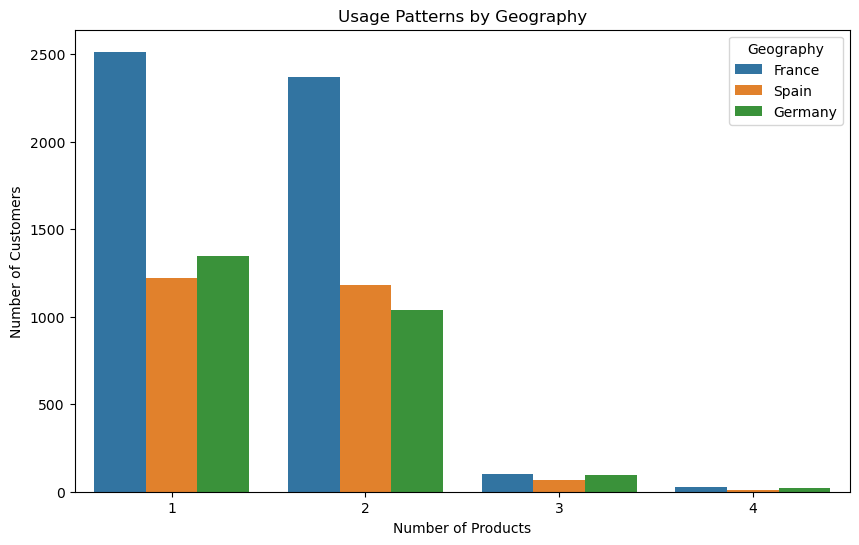 Usage Patterns by Geography
Geography
France
Spain
Germany
Number of Customers
2500
2000
1500
1000
500
0
1 2 3 4
Number of Products